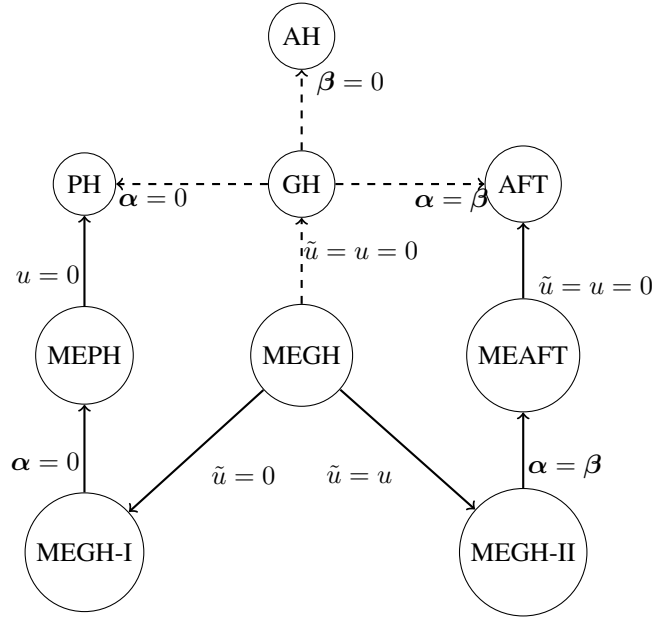 AH
𝜷 = 0
PH
GH
AFT
𝜶 = 0
𝜶 = 𝜷
u = 0
ũ = u = 0
ũ = u = 0
MEPH
MEGH
MEAFT
𝜶 = 0
ũ = 0
ũ = u
𝜶 = 𝜷
MEGH-I
MEGH-II